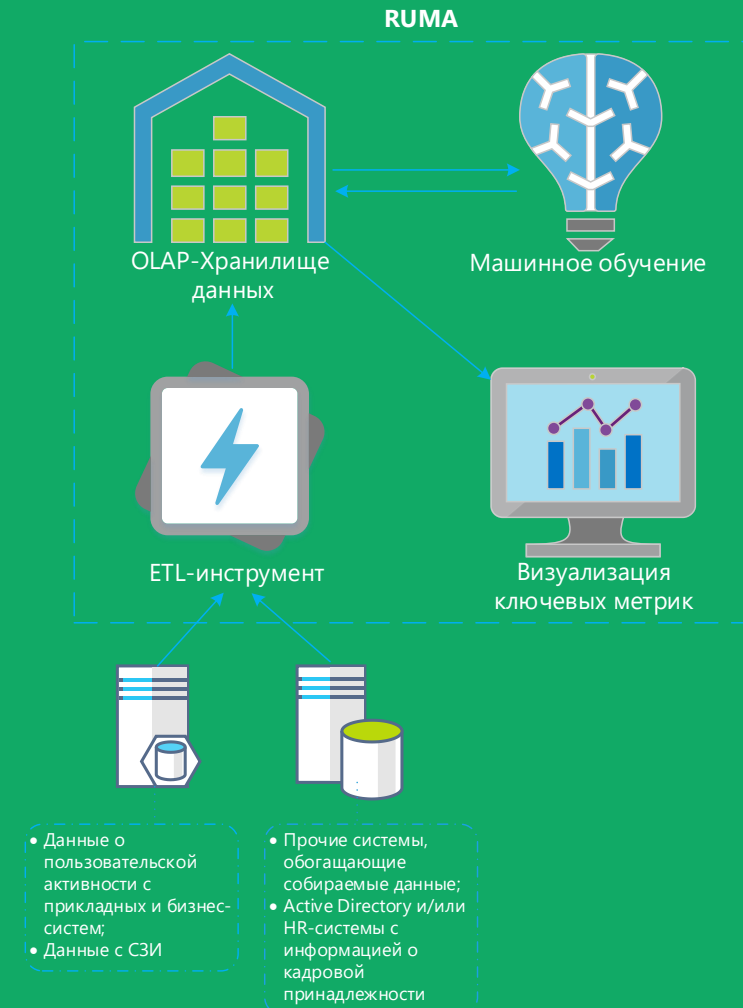 RUMA
OLAP-Хранилище
данных
Машинное обучение
ETL-инструмент
Визуализация
ключевых метрик
• Данные о
пользовательской
активности с
прикладных и бизнес-
систем;
• Данные с СЗИ
• Прочие системы,
обогащающие
собираемые данные;
• Active Directory и/или
HR-системы с
информацией о
кадровой
принадлежности